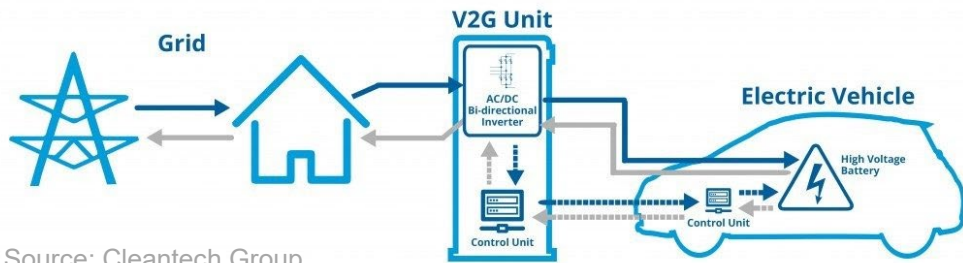 V2G Unit
Grid
AC/DC
Bi-directional
Inverter
Electric Vehicle
High Voltage
Battery
Control Unit
Control Unit
Source: Cleantech Group